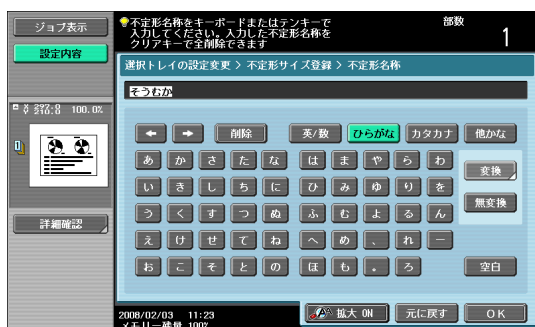 ジョブ表示
設定内容
不定形名称をキーボードまたはテンキーで
入力してください。入力した不定形名称を
クリアキーで全削除できます
部数
1
選択トレイの設定変更 > 不定形サイズ登録 > 不定形名称
そうむか
X 297.0
Y 210.0
100.0%
← → 削除 英/数 ひらがな カタカナ 他かな
あ か さ た な は ま や ら わ
い き し ち に ひ み ゆ り を
変換
う く す つ ぬ ふ む よ る ん
無変換
え け せ て ね へ め 、 れ ー
お こ そ と の ほ も 。 ろ
空白
詳細確認
2008/02/03 11:23
メモリー残量 100%
拡大 ON 元に戻す OK